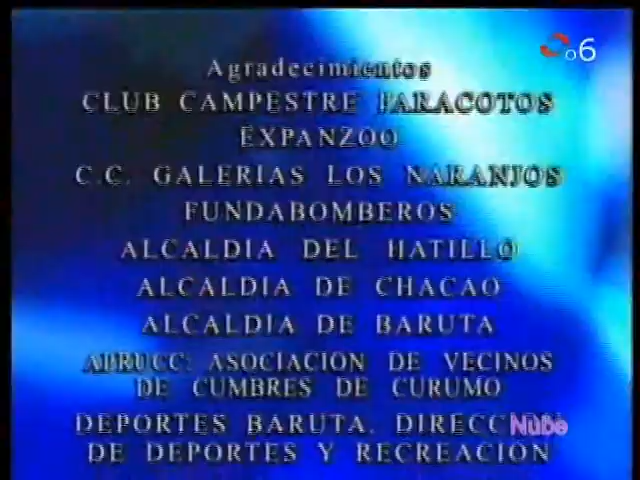 06
Agradecimientos
CLUB CAMPESTRE PARACOTOS
EXPANZOO
C.C. GALERIAS LOS NARANJOS
FUNDABOMBEROS
ALCALDIA DEL HATILLO
ALCALDIA DE CHACAO
ALCALDIA DE BARUTA
ASOCIACION DE VECINOS
DE CUMBRES DE CURUMO
DEPORTES BARUTA. DIRECCION
Nube
DE DEPORTES Y RECREACION